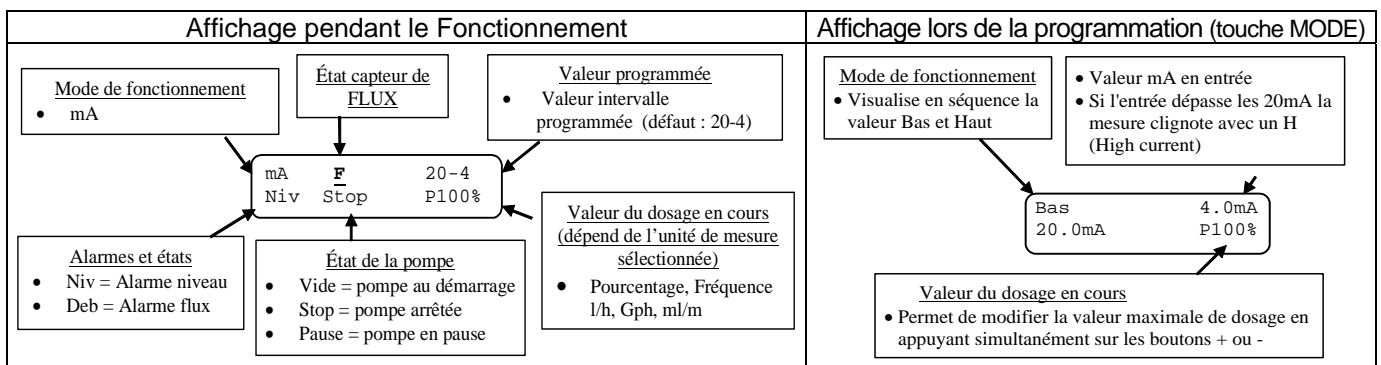 Affichage pendant le Fonctionnement
Mode de fonctionnement
• mA
État capteur de
FLUX
Valeur programmée
• Valeur intervalle
programmée (défaut : 20-4)
mA F 20-4
Niv Stop P100%
Alarmes et états
• Niv = Alarme niveau
• Deb = Alarme flux
État de la pompe
• Vide = pompe au démarrage
• Stop = pompe arrêtée
• Pause = pompe en pause
Valeur du dosage en cours
(dépend de l’unité de mesure
sélectionnée)
• Pourcentage, Fréquence
l/h, Gph, ml/m
Affichage lors de la programmation (touche MODE)
Mode de fonctionnement
• Visualise en séquence la
valeur Bas et Haut
• Valeur mA en entrée
• Si l'entrée dépasse les 20mA la
mesure clignote avec un H
(High current)
Bas 4.0mA
20.0mA P100%
Valeur du dosage en cours
• Permet de modifier la valeur maximale de dosage en
appuyant simultanément sur les boutons + ou -